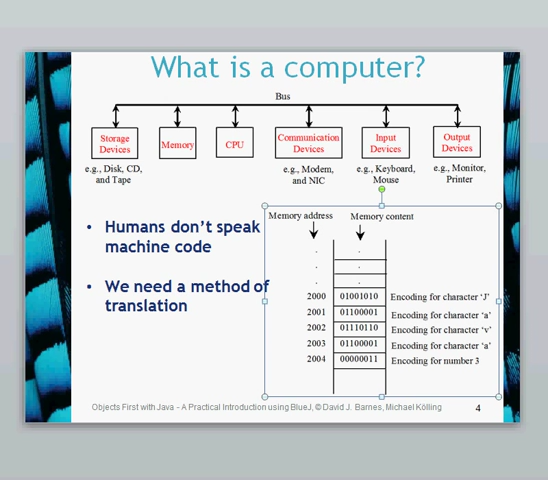 What is a computer?
Bus
Storage
Devices
Memory
CPU
Communication
Devices
Input
Devices
Output
Devices
e.g., Disk, CD,
and Tape
e.g., Modem,
and NIC
e.g., Keyboard,
Mouse
e.g., Monitor,
Printer
• Humans don’t speak
machine code
• We need a method of
translation
Memory address Memory content
.
.
.
2000 01001010 Encoding for character ‘J’
2001 01100001 Encoding for character ‘a’
2002 01110110 Encoding for character ‘v’
2003 01100001 Encoding for character ‘a’
2004 00000011 Encoding for number 3
Objects First with Java - A Practical Introduction using BlueJ, © David J. Barnes, Michael Kölling
4